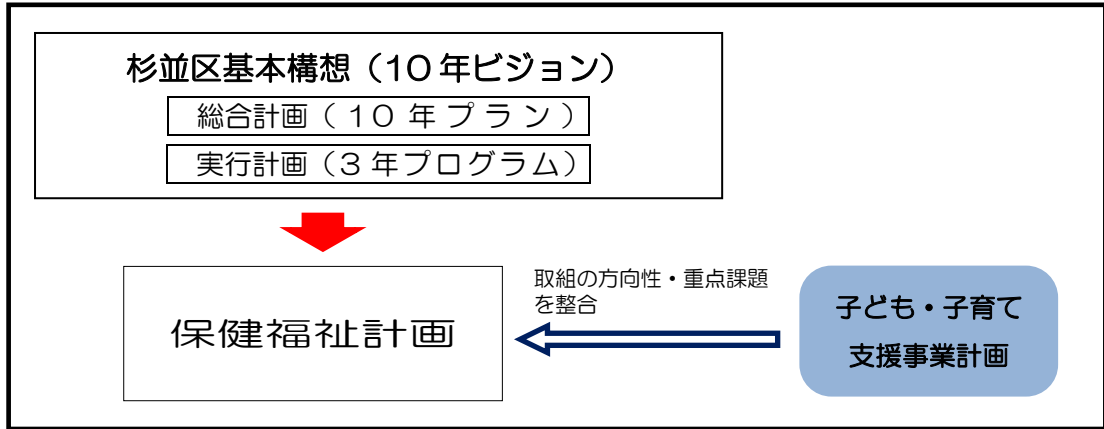 杉並区基本構想（10年ビジョン）
総合計画（10年プラン）
実行計画（3年プログラム）
保健福祉計画
取組の方向性・重点課題
を整合
子ども・子育て
支援事業計画